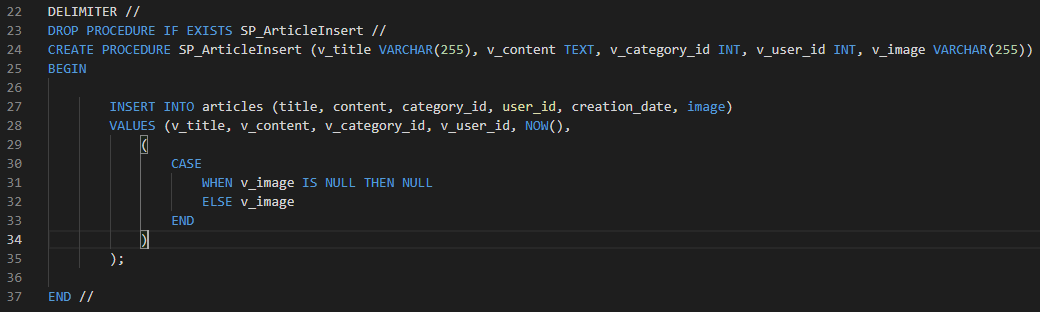 22 DELIMITER //
23 DROP PROCEDURE IF EXISTS SP_ArticleInsert //
24 CREATE PROCEDURE SP_ArticleInsert (v_title VARCHAR(255), v_content TEXT, v_category_id INT, v_user_id INT, v_image VARCHAR(255))
25 BEGIN
26
27 INSERT INTO articles (title, content, category_id, user_id, creation_date, image)
28 VALUES (v_title, v_content, v_category_id, v_user_id, NOW(),
29 (
30 CASE
31 WHEN v_image IS NULL THEN NULL
32 ELSE v_image
33 END
34 )
35 );
36
37 END //